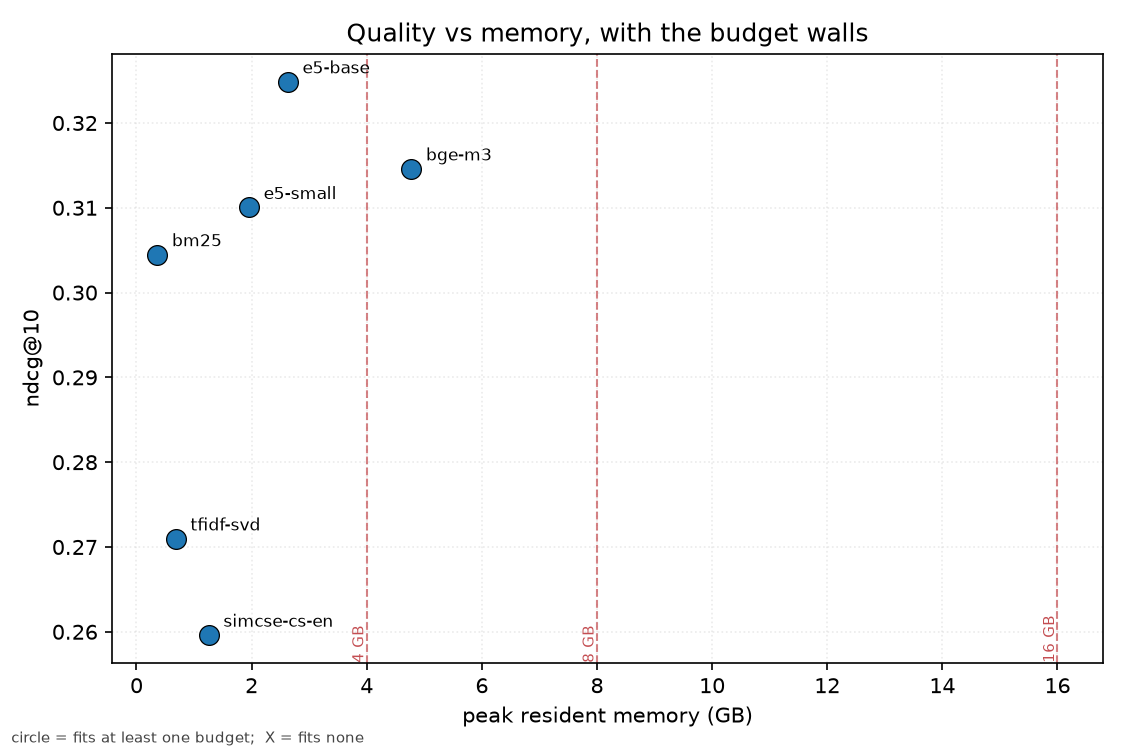 Quality vs memory, with the budget walls
e5-base
bge-m3
e5-small
bm25
tfidf-svd
simcse-cs-en
4 GB
8 GB
16 GB
ndcg@10
0.32
0.31
0.30
0.29
0.28
0.27
0.26
0 2 4 6 8 10 12 14 16
peak resident memory (GB)
circle = fits at least one budget; X = fits none